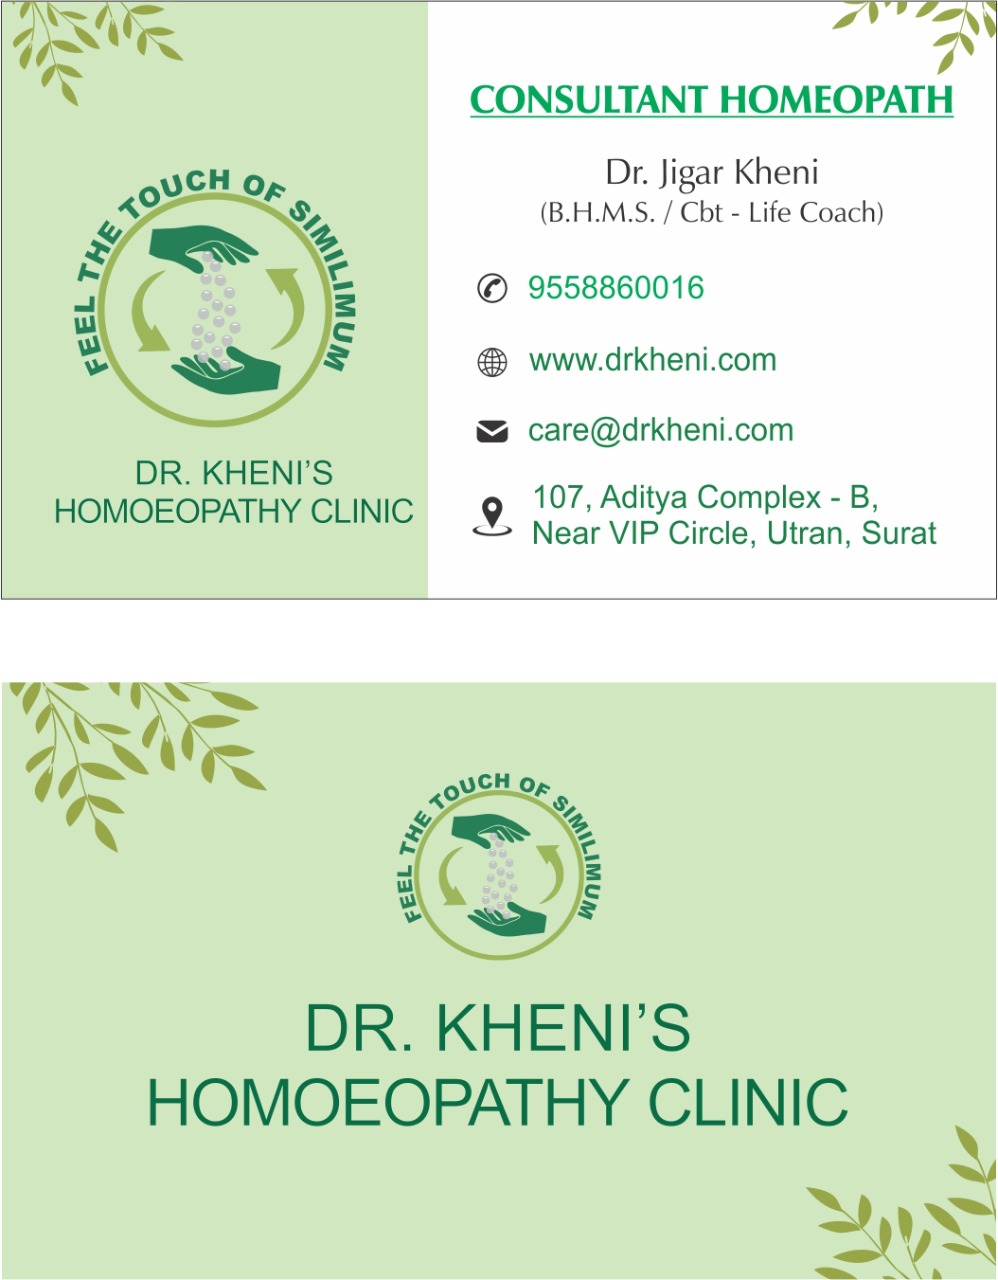 FEEL THE TOUCH OF SIMILIMUM
DR. KHENI'S
HOMOEOPATHY CLINIC
CONSULTANT HOMEOPATH
Dr. Jigar Kheni
(B.H.M.S. / Cbt - Life Coach)
9558860016
www.drkheni.com
care@drkheni.com
107, Aditya Complex - B,
Near VIP Circle, Utran, Surat
FEEL THE TOUCH OF SIMILIMUM
DR. KHENI'S
HOMOEOPATHY CLINIC